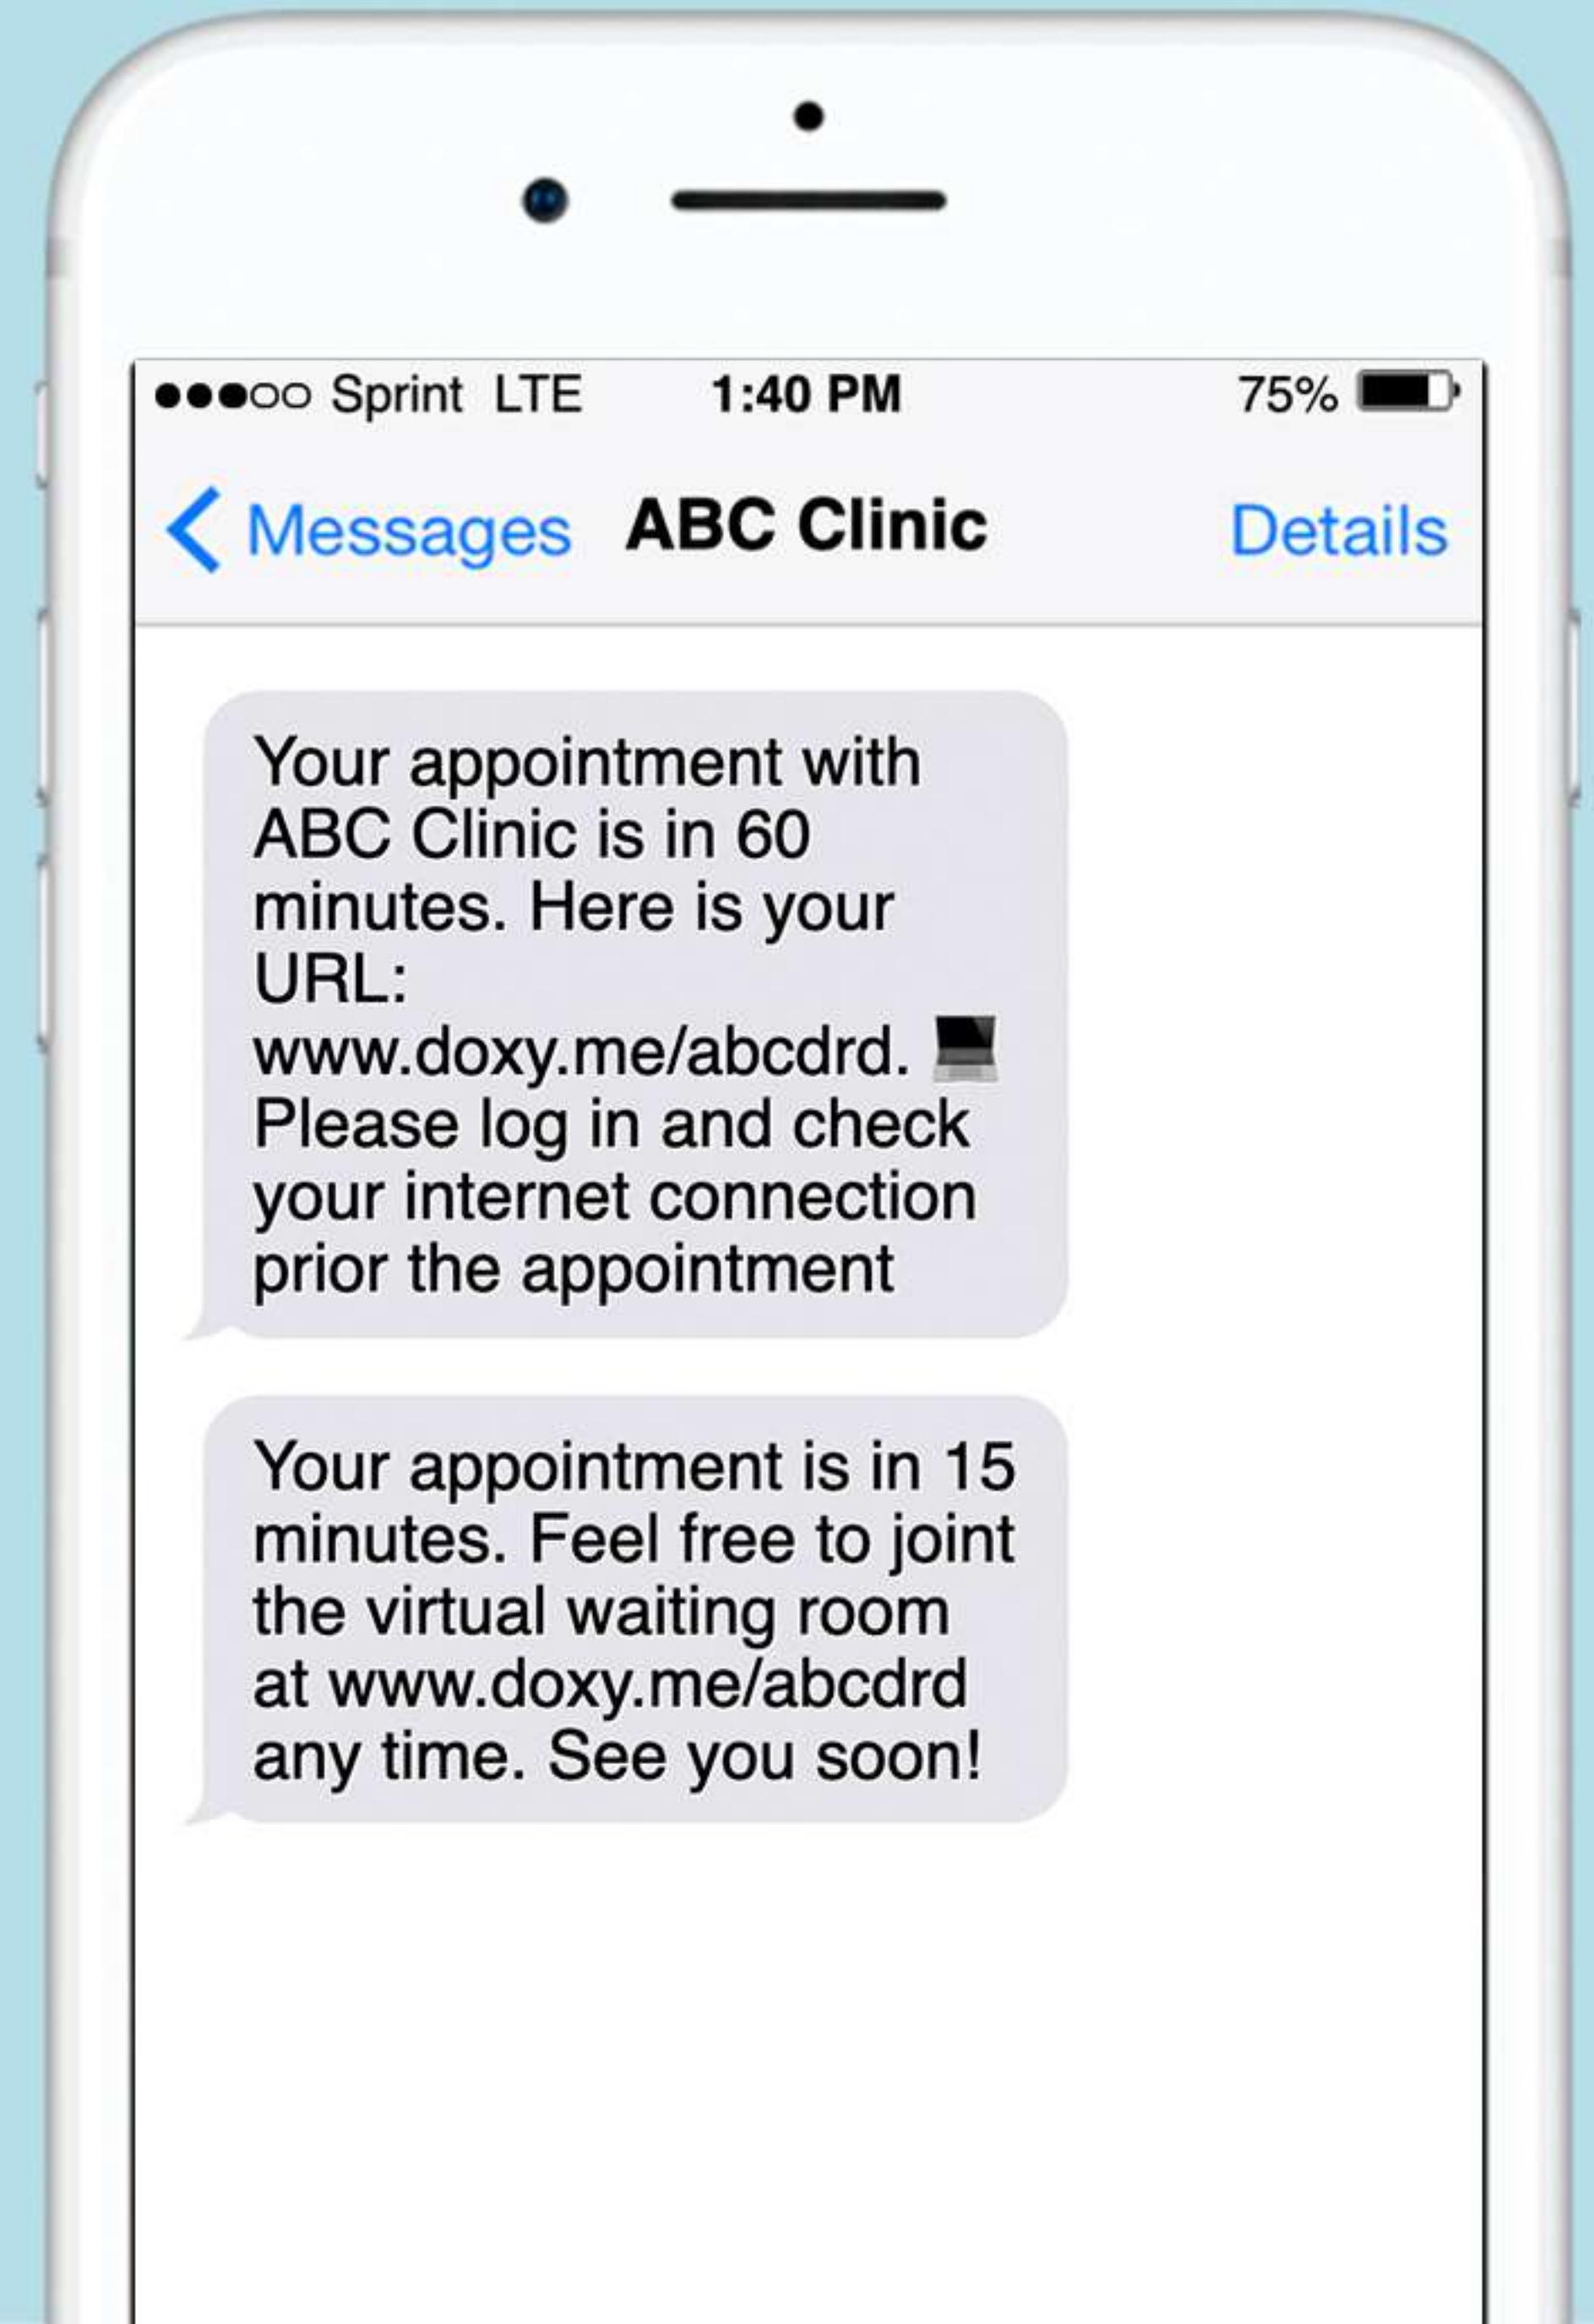 Sprint LTE 1:40 PM 75%
Messages ABC Clinic Details
Your appointment with
ABC Clinic is in 60
minutes. Here is your
URL:
www.doxy.me/abcdrd. 💻
Please log in and check
your internet connection
prior the appointment
Your appointment is in 15
minutes. Feel free to joint
the virtual waiting room
at www.doxy.me/abcdrd
any time. See you soon!